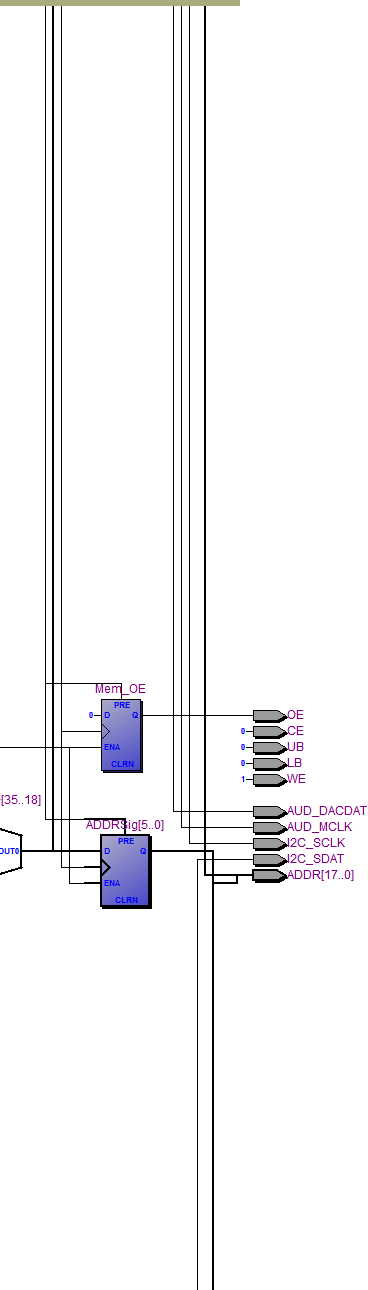 Mem_OE
PRE
0
D
Q
ENA
CLRN
OE
0
CE
0
UB
0
LB
1
WE
[35..18]
AUD_DACDAT
ADDRSig[5..0]
AUD_MCLK
PRE
I2C_SCLK
OUT0
D
Q
I2C_SDAT
ADDR[17..0]
ENA
CLRN